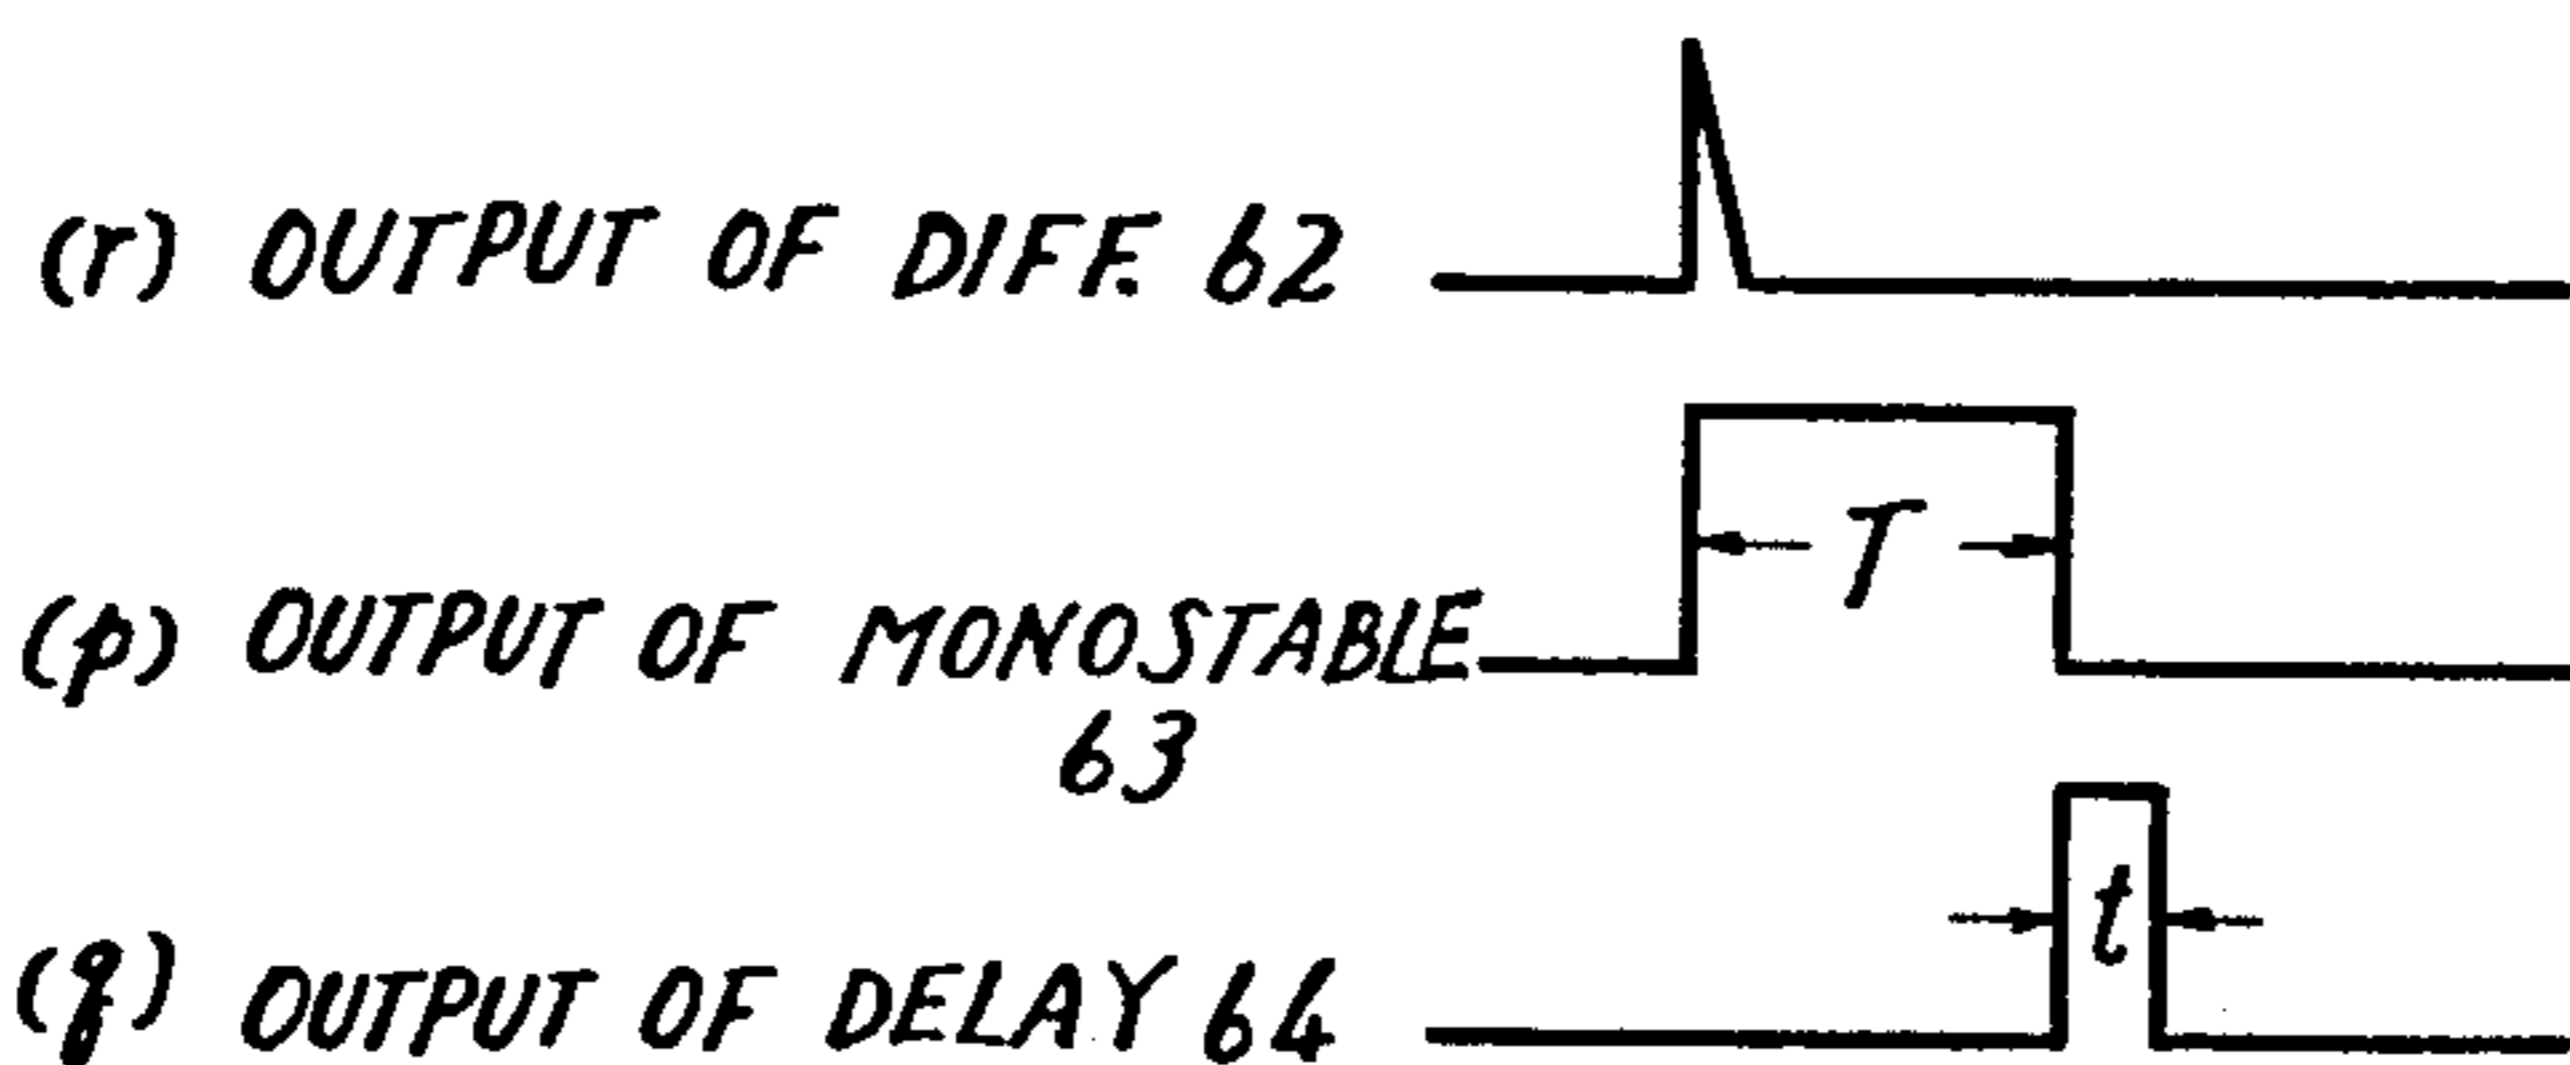 (r) OUTPUT OF DIFF. 62
(p) OUTPUT OF MONOSTABLE
63
T
(q) OUTPUT OF DELAY 64
t